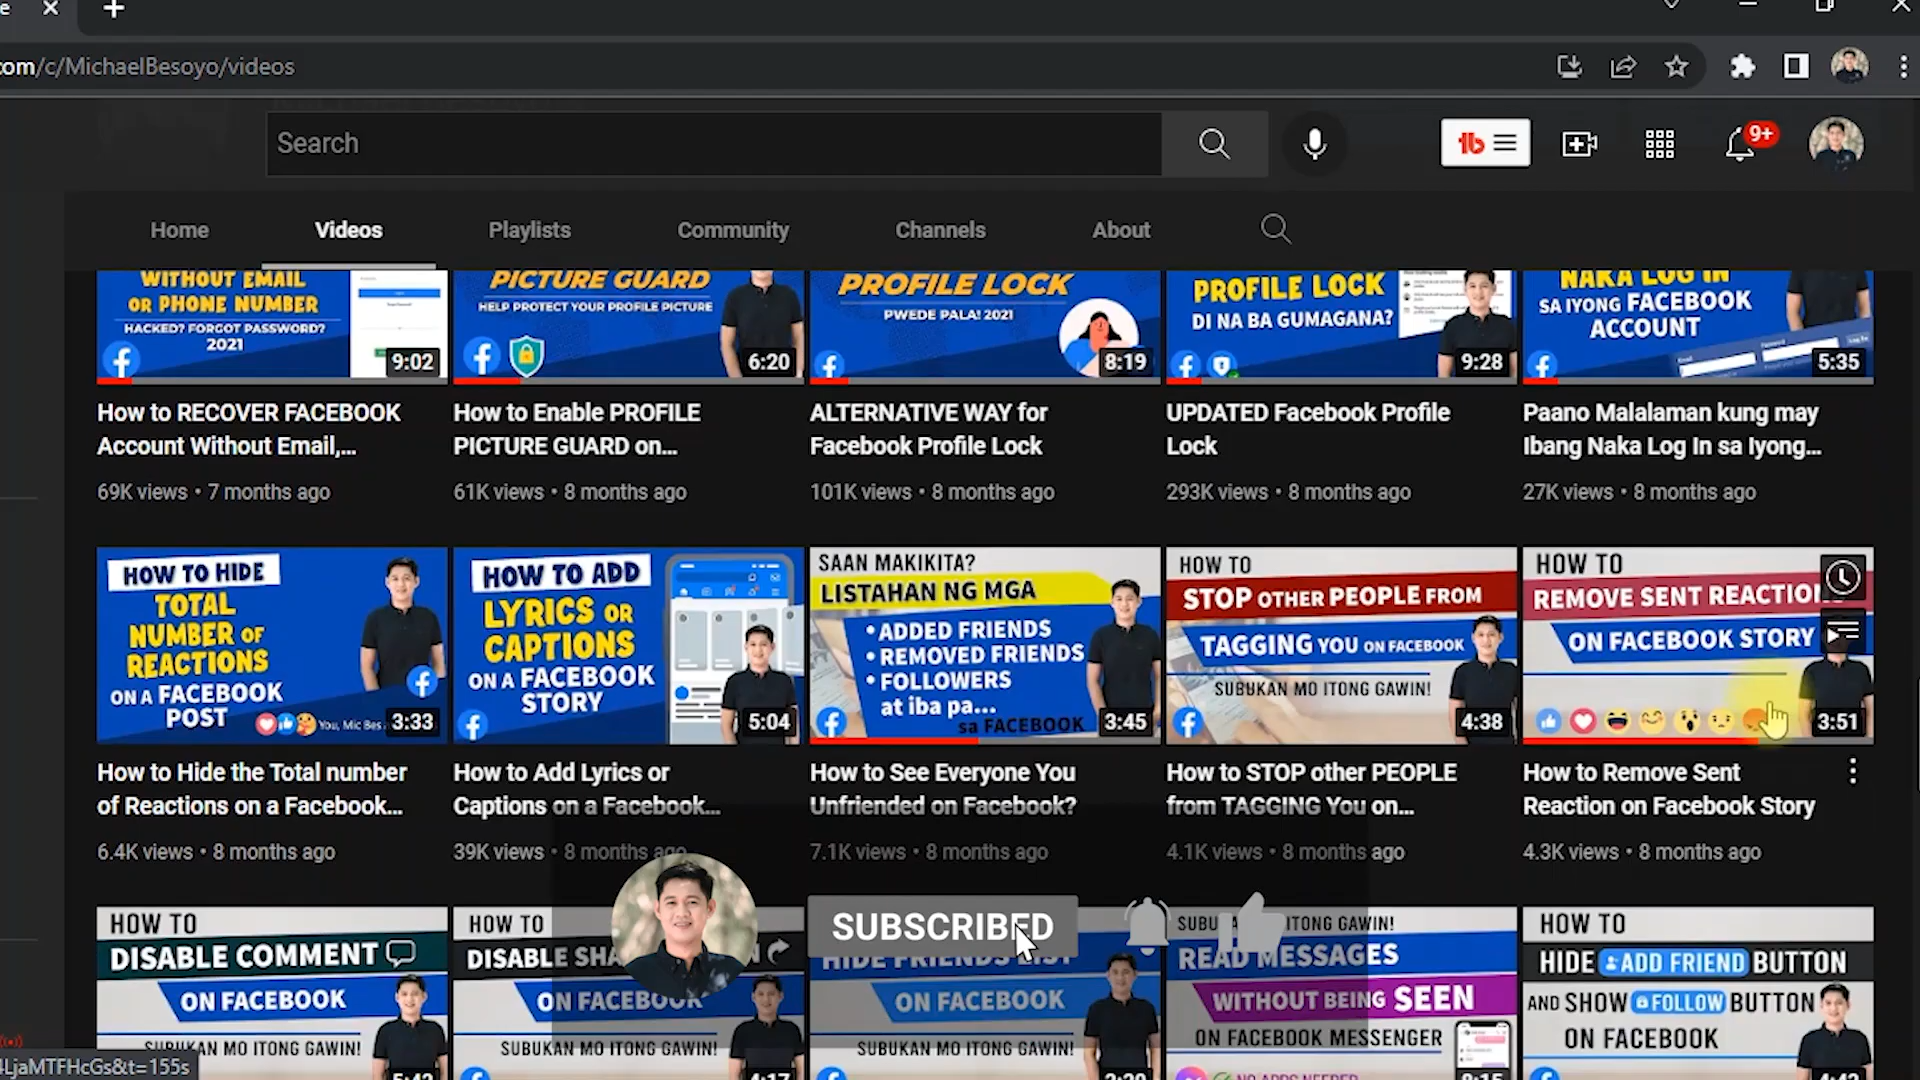 com/c/MichaelBesoyo/videos
Search
9+
Home
Videos
Playlists
Community
Channels
About
WITHOUT EMAIL
OR PHONE NUMBER
HACKED? FORGOT PASSWORD?
2021
9:02
PICTURE GUARD
HELP PROTECT YOUR PROFILE PICTURE
6:20
PROFILE LOCK
PWEDE PALA! 2021
8:19
PROFILE LOCK
DI NA BA GUMAGANA?
9:28
NAKA LOG IN
SA IYONG FACEBOOK
ACCOUNT
5:35
How to RECOVER FACEBOOK
Account Without Email,...
69K views • 7 months ago
How to Enable PROFILE
PICTURE GUARD on...
61K views • 8 months ago
ALTERNATIVE WAY for
Facebook Profile Lock
101K views • 8 months ago
UPDATED Facebook Profile
Lock
293K views • 8 months ago
Paano Malalaman kung may
Ibang Naka Log In sa Iyong...
27K views • 8 months ago
HOW TO HIDE
TOTAL
NUMBER OF
REACTIONS
ON A FACEBOOK
POST
You, Mic Bes
3:33
HOW TO ADD
LYRICS OR
CAPTIONS
ON A FACEBOOK
STORY
5:04
SAAN MAKIKITA?
LISTAHAN NG MGA
• ADDED FRIENDS
• REMOVED FRIENDS
• FOLLOWERS
at iba pa...
sa FACEBOOK
3:45
HOW TO
STOP OTHER PEOPLE FROM
TAGGING YOU ON FACEBOOK
SUBUKAN MO ITONG GAWIN!
4:38
HOW TO
REMOVE SENT REACTION
ON FACEBOOK STORY
3:51
How to Hide the Total number
of Reactions on a Facebook...
6.4K views • 8 months ago
How to Add Lyrics or
Captions on a Facebook...
39K views • 8 months ago
How to See Everyone You
Unfriended on Facebook?
7.1K views • 8 months ago
How to STOP other PEOPLE
from TAGGING You on...
4.1K views • 8 months ago
How to Remove Sent
Reaction on Facebook Story
4.3K views • 8 months ago
HOW TO
DISABLE COMMENT
ON FACEBOOK
SUBUKAN MO ITONG GAWIN!
5:42
HOW TO
DISABLE SHA
ON FACEBOOK
SUBUKAN MO ITONG GAWIN!
4:17
SUBSCRIBED
HIDE FRIENDS LIST
ON FACEBOOK
SUBUKAN MO ITONG GAWIN!
SUBU ITONG GAWIN!
READ MESSAGES
WITHOUT BEING SEEN
ON FACEBOOK MESSENGER
NO APPS NEEDED
8:15
HOW TO
HIDE ADD FRIEND BUTTON
AND SHOW FOLLOW BUTTON
ON FACEBOOK
4LjaMTFHcGs&t=155s